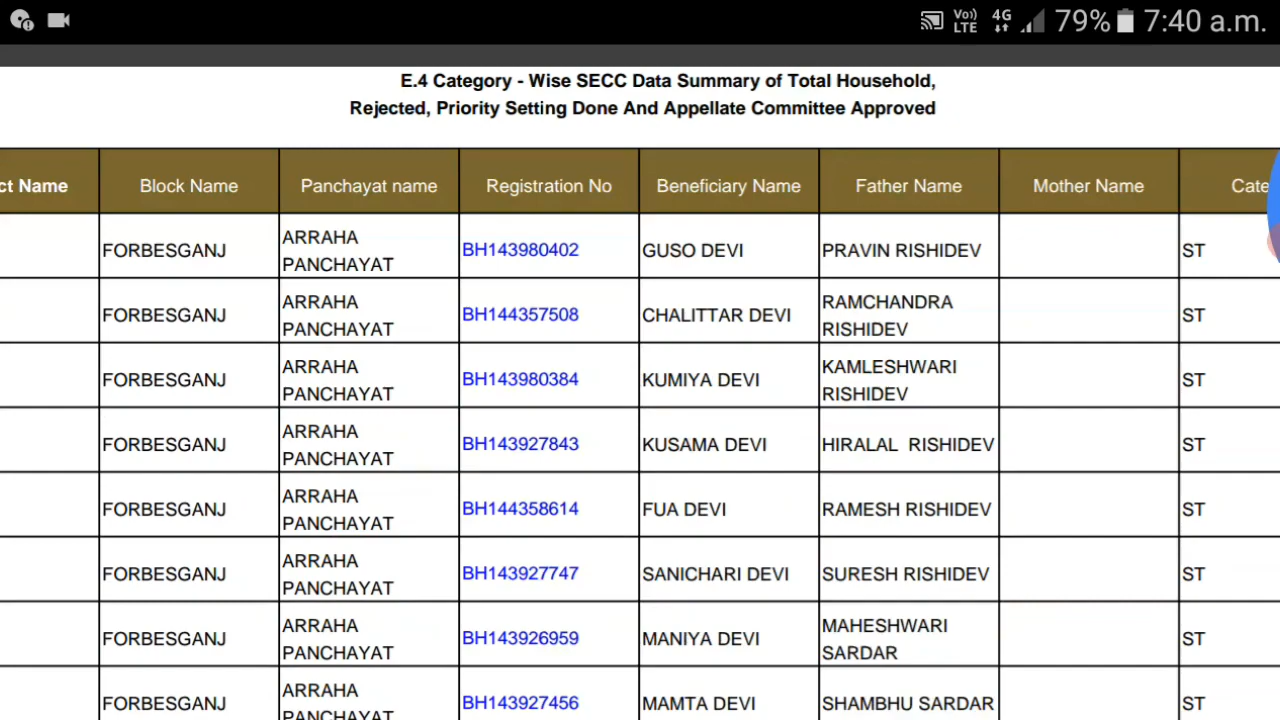 Vo)) LTE 4G 79% 7:40 a.m.
E.4 Category - Wise SECC Data Summary of Total Household,
Rejected, Priority Setting Done And Appellate Committee Approved
ct Name Block Name Panchayat name Registration No Beneficiary Name Father Name Mother Name Cate
FORBESGANJ ARRAHA PANCHAYAT BH143980402 GUSO DEVI PRAVIN RISHIDEV ST
FORBESGANJ ARRAHA PANCHAYAT BH144357508 CHALITTAR DEVI RAMCHANDRA RISHIDEV ST
FORBESGANJ ARRAHA PANCHAYAT BH143980384 KUMIYA DEVI KAMLESHWARI RISHIDEV ST
FORBESGANJ ARRAHA PANCHAYAT BH143927843 KUSAMA DEVI HIRALAL RISHIDEV ST
FORBESGANJ ARRAHA PANCHAYAT BH144358614 FUA DEVI RAMESH RISHIDEV ST
FORBESGANJ ARRAHA PANCHAYAT BH143927747 SANICHARI DEVI SURESH RISHIDEV ST
FORBESGANJ ARRAHA PANCHAYAT BH143926959 MANIYA DEVI MAHESHWARI SARDAR ST
FORBESGANJ ARRAHA PANCHAYAT BH143927456 MAMTA DEVI SHAMBHU SARDAR ST